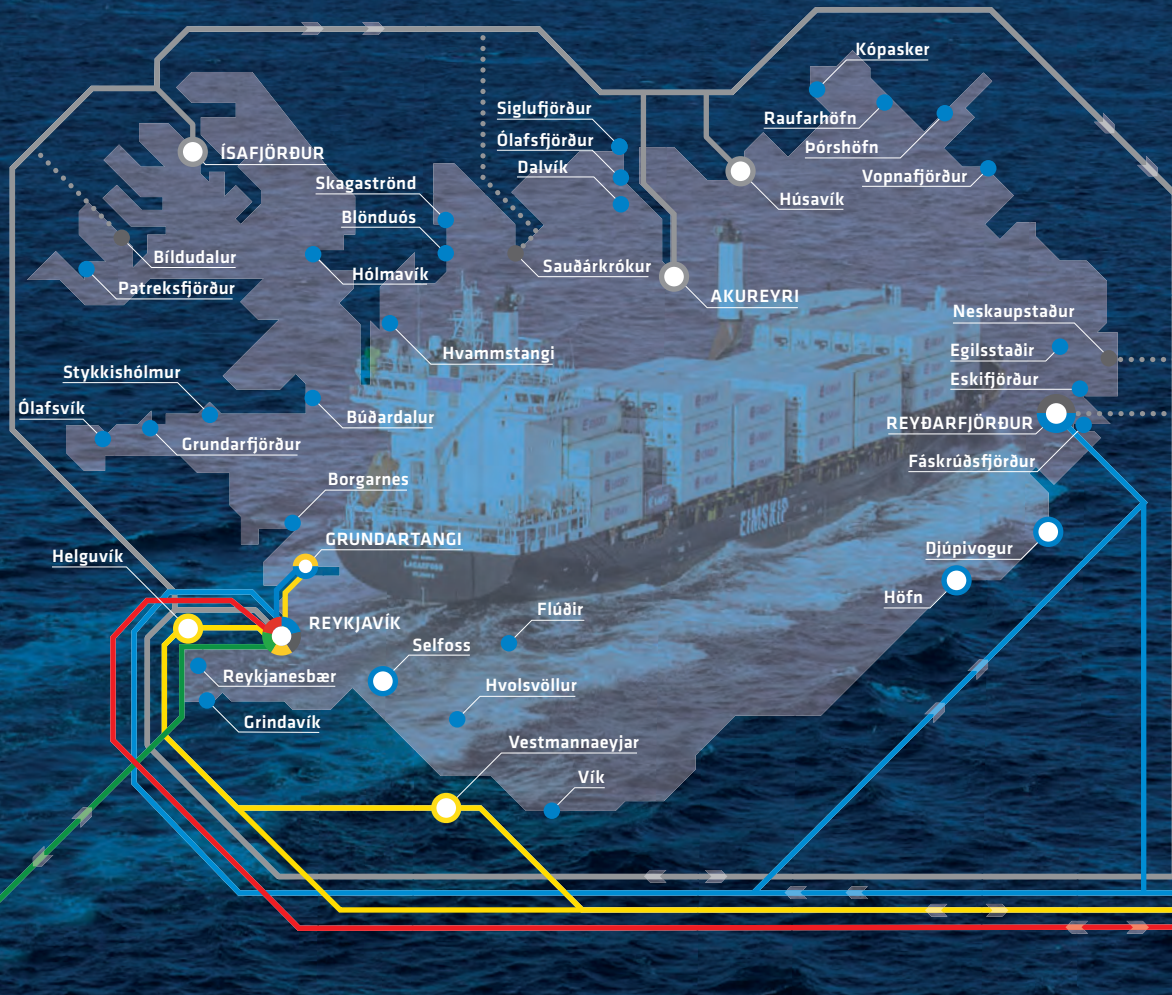 Kópasker
Siglufjörður
Raufarhöfn
Ólafsfjörður
Þórshöfn
ÍSAFJÖRÐUR
Dalvík
Vopnafjörður
Skagaströnd
Húsavík
Blönduós
Bíldudalur
Sauðárkrókur
Hólmavík
Patreksfjörður
AKUREYRI
Neskaupstaður
Hvammstangi
Egilsstaðir
Stykkishólmur
Eskifjörður
Ólafsvík
Búðardalur
REYÐARFJÖRÐUR
Grundarfjörður
Fáskrúðsfjörður
Borgarnes
EIMSKIP
GRUNDARTANGI
Djúpivogur
Helguvík
LAGARFOSS
Höfn
Flúðir
REYKJAVÍK
Selfoss
Reykjanesbær
Hvolsvöllur
Grindavík
Vestmannaeyjar
Vík